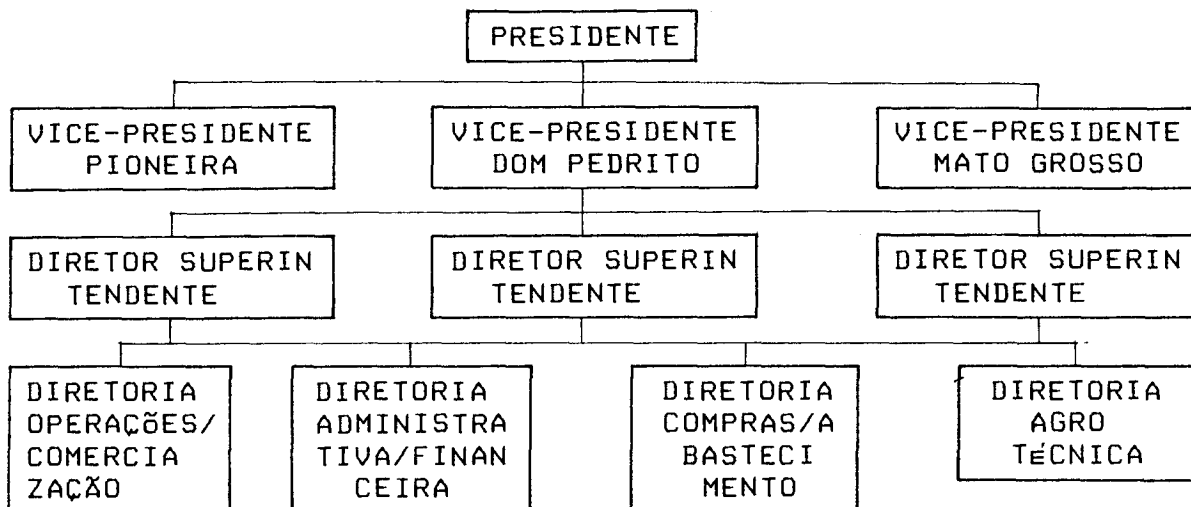 PRESIDENTE
VICE-PRESIDENTE
PIONEIRA
VICE-PRESIDENTE
DOM PEDRITO
VICE-PRESIDENTE
MATO GROSSO
DIRETOR SUPERIN
TENDENTE
DIRETOR SUPERIN
TENDENTE
DIRETOR SUPERIN
TENDENTE
DIRETORIA
OPERAÇÕES/
COMERCIA
ZAÇÃO
DIRETORIA
ADMINISTRA
TIVA/FINAN
CEIRA
DIRETORIA
COMPRAS/A
BASTECI
MENTO
DIRETORIA
AGRO
TÉCNICA